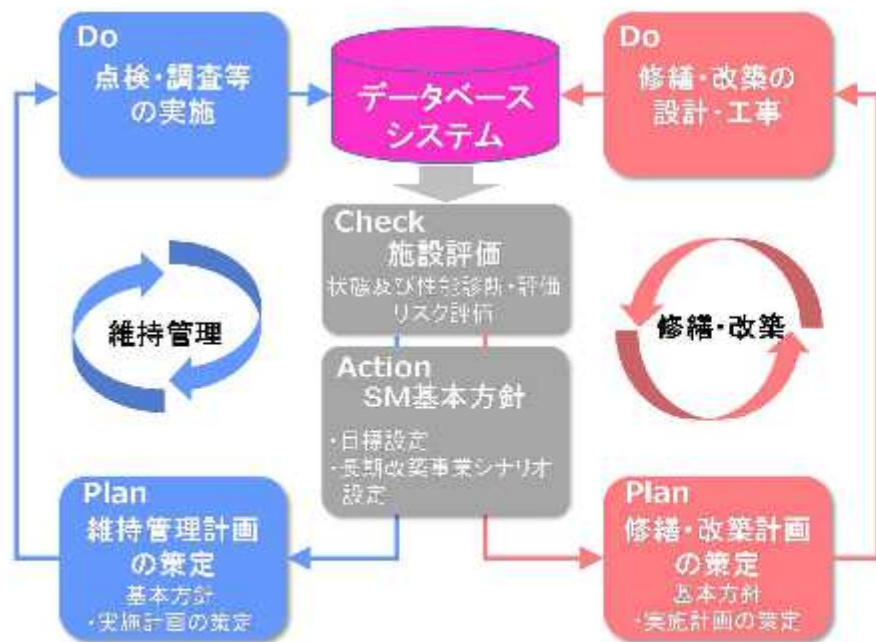 Do
点検・調査等
の実施
データベース
システム
Do
修繕・改築の
設計・工事
Check
施設評価
状態及び性能診断・評価
リスク評価
維持管理
修繕・改築
Action
SM基本方針
・目標設定
・長期改築事業シナリオ
設定
Plan
維持管理計画
の策定
基本方針
・実施計画の策定
Plan
修繕・改築計画
の策定
基本方針
・実施計画の策定